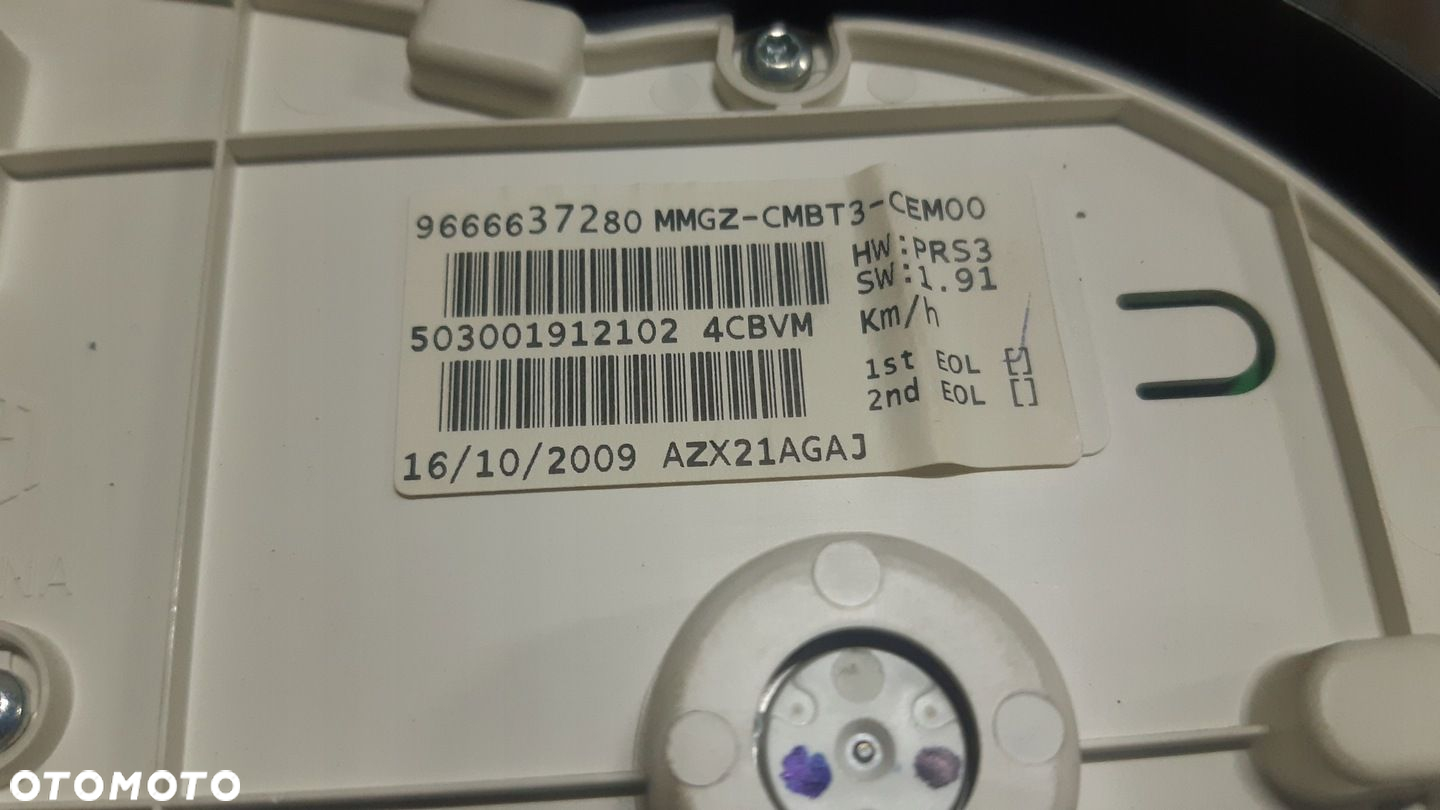 9666637280 MMGZ-CMBT3-CEM00
HW:PRS3
SW:1.91
503001912102 4CBVM
Km/h
1st EOL []
2nd EOL []
16/10/2009 AZX21AGAJ
OTOMOTO